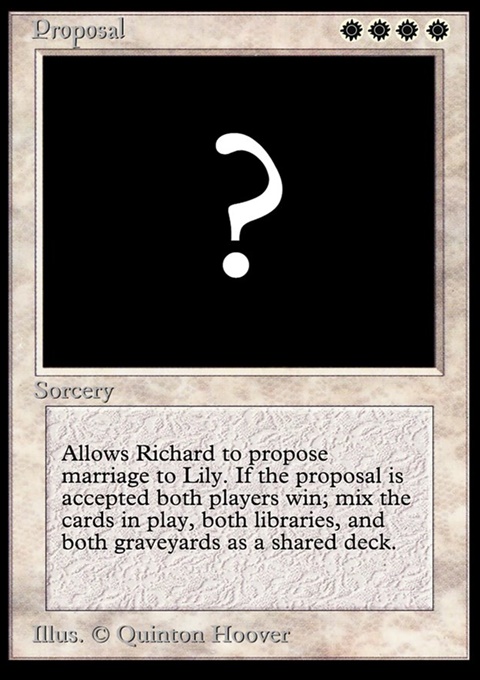 Proposal
?
Sorcery
Allows Richard to propose
marriage to Lily. If the proposal is
accepted both players win; mix the
cards in play, both libraries, and
both graveyards as a shared deck.
Illus. © Quinton Hoover